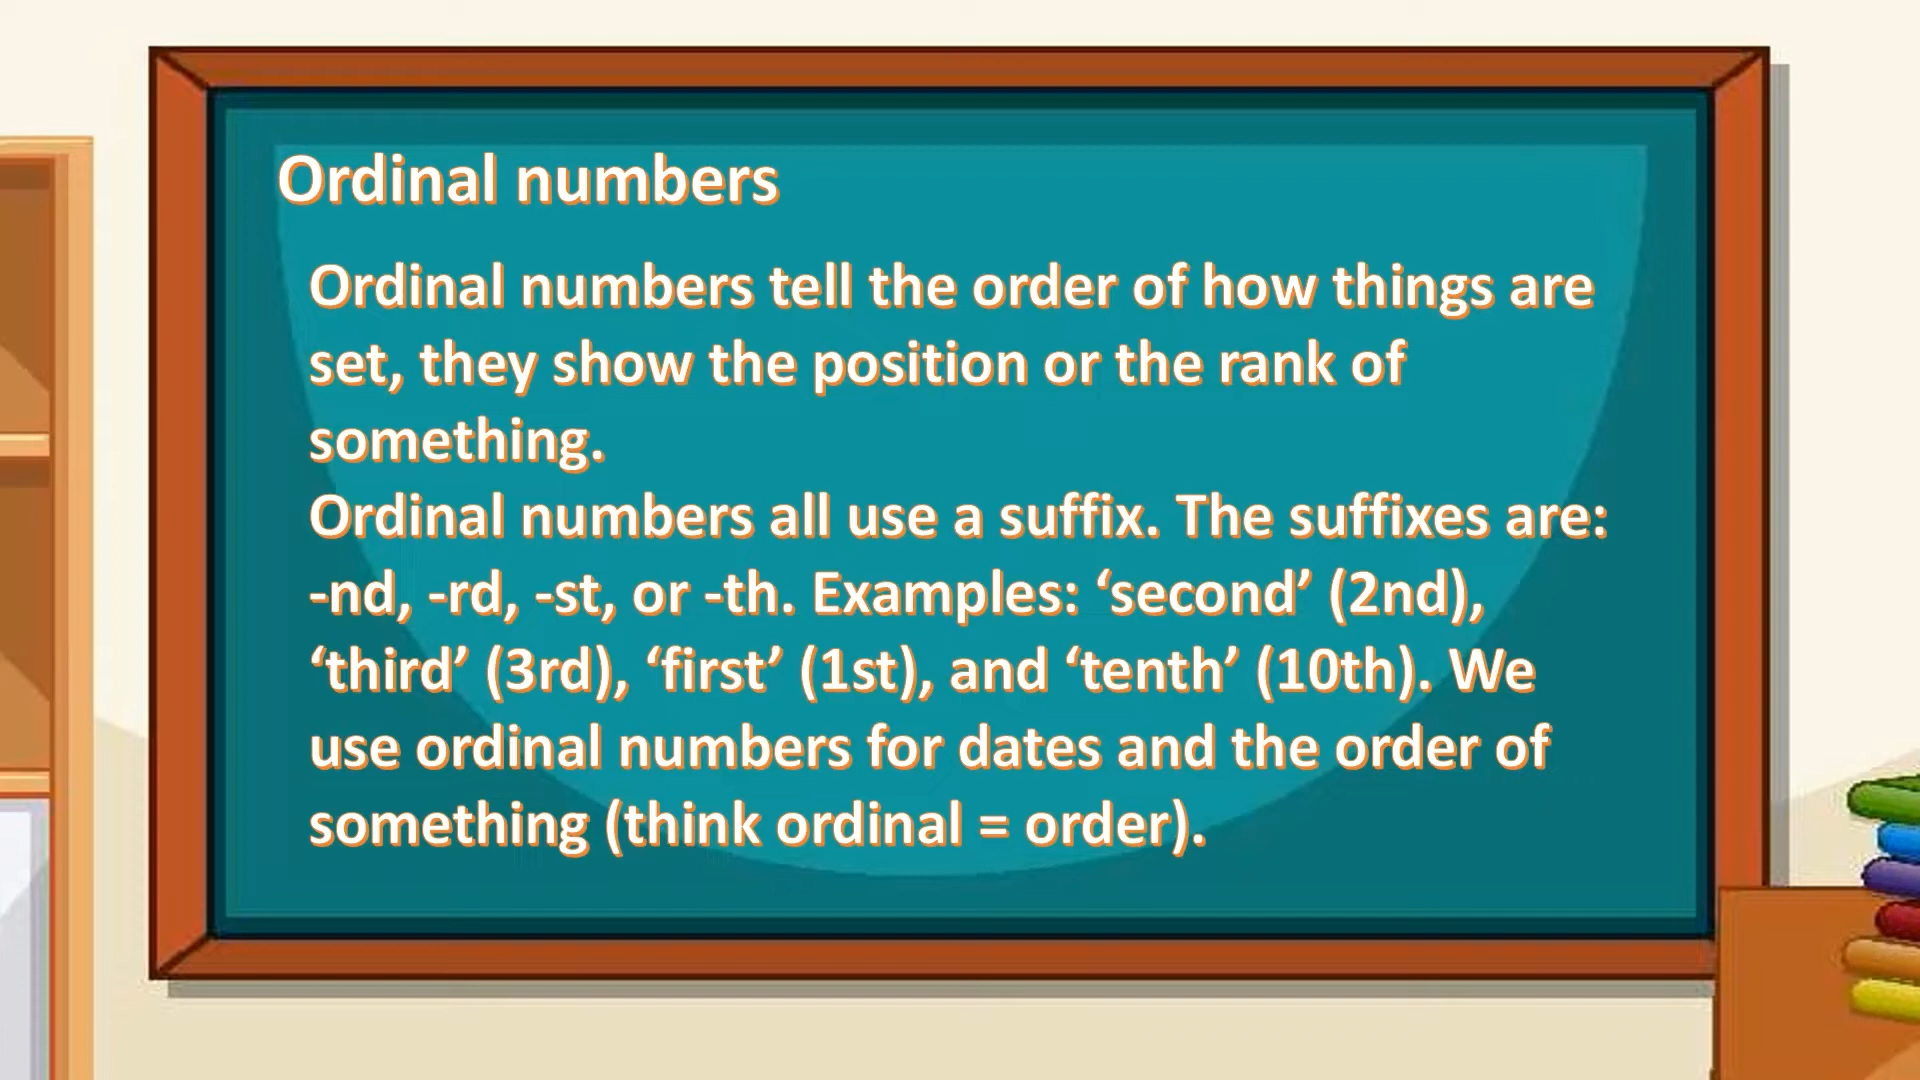 Ordinal numbers
Ordinal numbers tell the order of how things are
set, they show the position or the rank of
something.
Ordinal numbers all use a suffix. The suffixes are:
-nd, -rd, -st, or -th. Examples: ‘second’ (2nd),
‘third’ (3rd), ‘first’ (1st), and ‘tenth’ (10th). We
use ordinal numbers for dates and the order of
something (think ordinal = order).